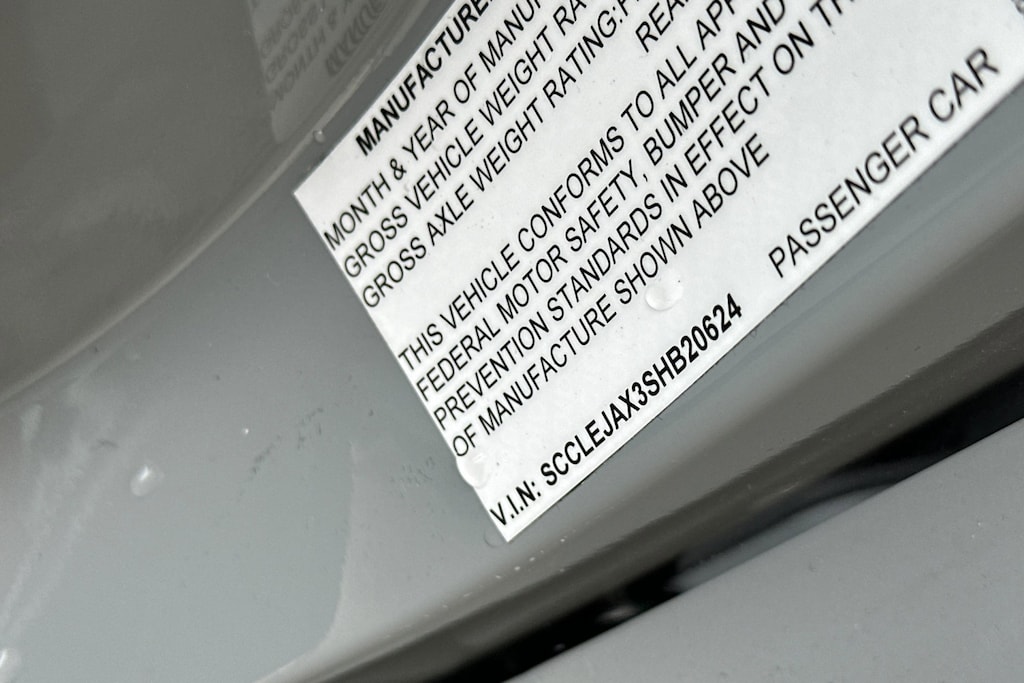 MANUFACTURE
MONTH & YEAR OF MANU
GROSS VEHICLE WEIGHT RA
GROSS AXLE WEIGHT RATING:
REA
THIS VEHICLE CONFORMS TO ALL APP
FEDERAL MOTOR SAFETY, BUMPER AND
PREVENTION STANDARDS IN EFFECT ON TH
OF MANUFACTURE SHOWN ABOVE
PASSENGER CAR
V.I.N: SCCLEJAX3SHB20624